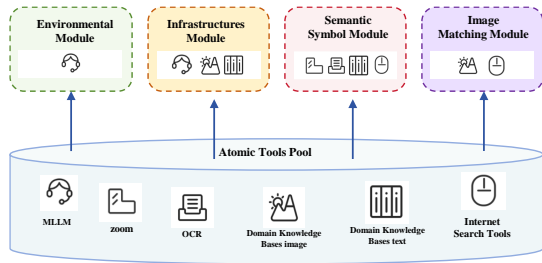 Environmental
Module
Infrastructures
Module
Semantic
Symbol Module
Image
Matching Module
Atomic Tools Pool
MLLM
zoom
OCR
Domain Knowledge
Bases image
Domain Knowledge
Bases text
Internet
Search Tools